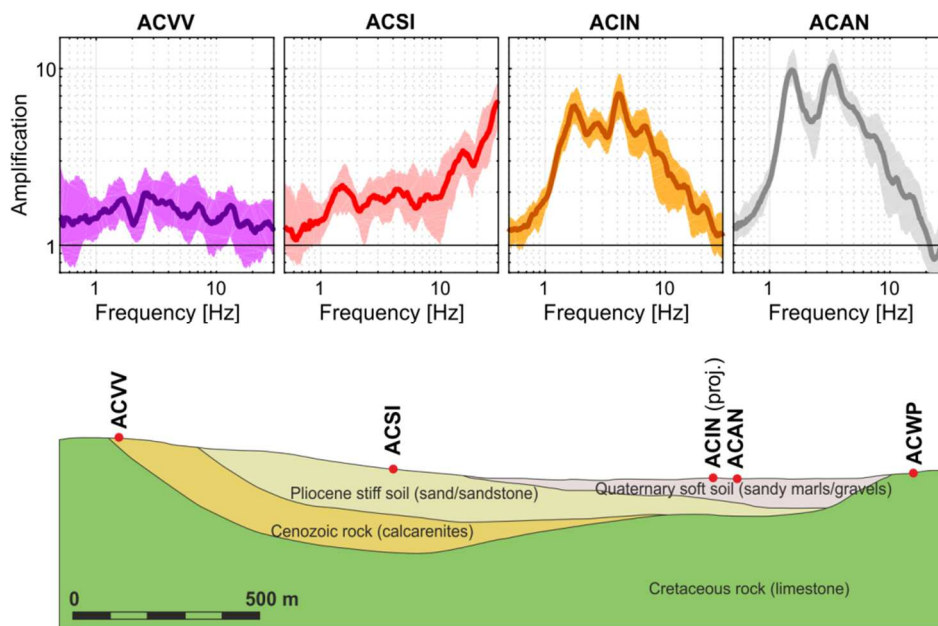 ACVV
ACSI
ACIN
ACAN
Amplification
10
1
1
10
Frequency [Hz]
1
10
Frequency [Hz]
1
10
Frequency [Hz]
1
10
Frequency [Hz]
ACVV
ACSI
ACIN (proj.)
ACAN
ACWP
Pliocene stiff soil (sand/sandstone)
Quaternary soft soil (sandy marls/gravels)
Cenozoic rock (calcarenites)
Cretaceous rock (limestone)
0
500 m